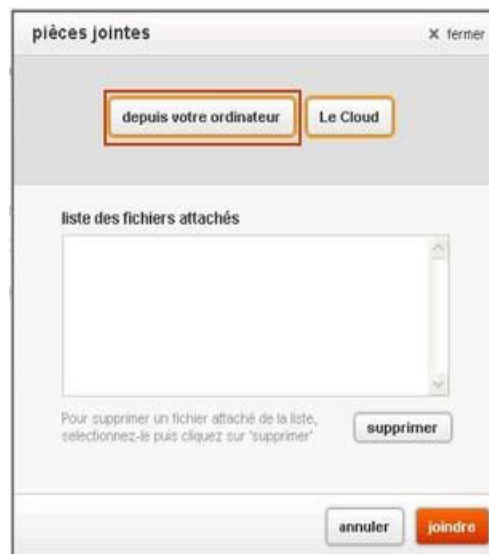 pièces jointes X fermer
depuis votre ordinateur Le Cloud
liste des fichiers attachés
Pour supprimer un fichier attaché de la liste,
selectionnez-le puis cliquez sur 'supprimer'
supprimer
annuler joindre